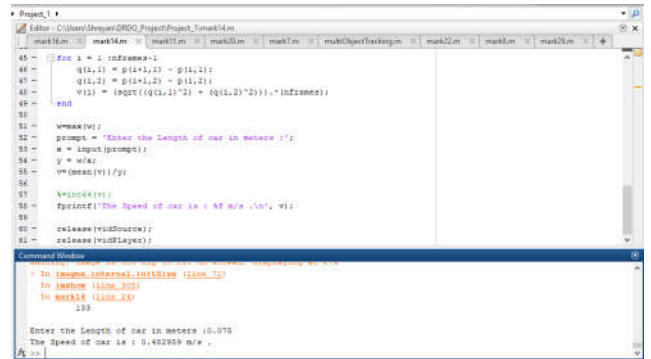 Project_1
Editor - C:\Users\Shreyan\DRDO_Project\Project_1\mark14.m
mark16.m mark14.m mark11.m mark20.m mark7.m multiObjectTracking.m mark22.m mark8.m mark28.m
45 - for i = 1 :nframes-1
46 - q(i,1) = p(i+1,1) - p(i,1);
47 - q(i,2) = p(i+1,2) - p(i,2);
48 - v(i) = (sqrt((q(i,1)^2) + (q(i,2)^2))).*(nframes);
49 - end
50
51 - w=max(w);
52 - prompt = 'Enter the Length of car in meters :';
53 - x = input(prompt);
54 - y = w/x;
55 - v=(mean(v))/y;
56
57 %=int64(v);
58 - fprintf('The Speed of car is : %f m/s .\n', v);
59
60 - release(vidSource);
61 - release(vidPlayer);
Command Window
> In images.internal.initSize (line 71)
In imshow (line 305)
In mark14 (line 24)
133
Enter the Length of car in meters :0.075
The Speed of car is : 0.482959 m/s .
fx >>